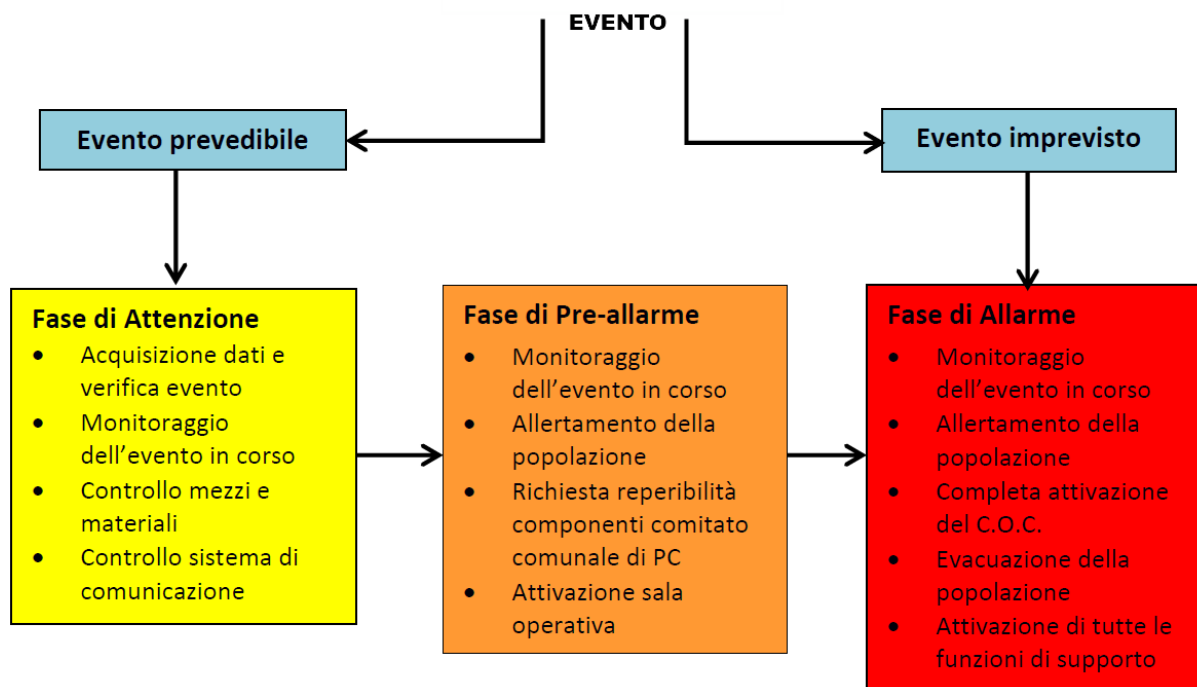 EVENTO
Evento prevedibile
Evento imprevisto
Fase di Attenzione
• Acquisizione dati e
verifica evento
• Monitoraggio
dell’evento in corso
• Controllo mezzi e
materiali
• Controllo sistema di
comunicazione
Fase di Pre-allarme
• Monitoraggio
dell’evento in corso
• Allertamento della
popolazione
• Richiesta reperibilità
componenti comitato
comunale di PC
• Attivazione sala
operativa
Fase di Allarme
• Monitoraggio
dell’evento in corso
• Allertamento della
popolazione
• Completa attivazione
del C.O.C.
• Evacuazione della
popolazione
• Attivazione di tutte le
funzioni di supporto